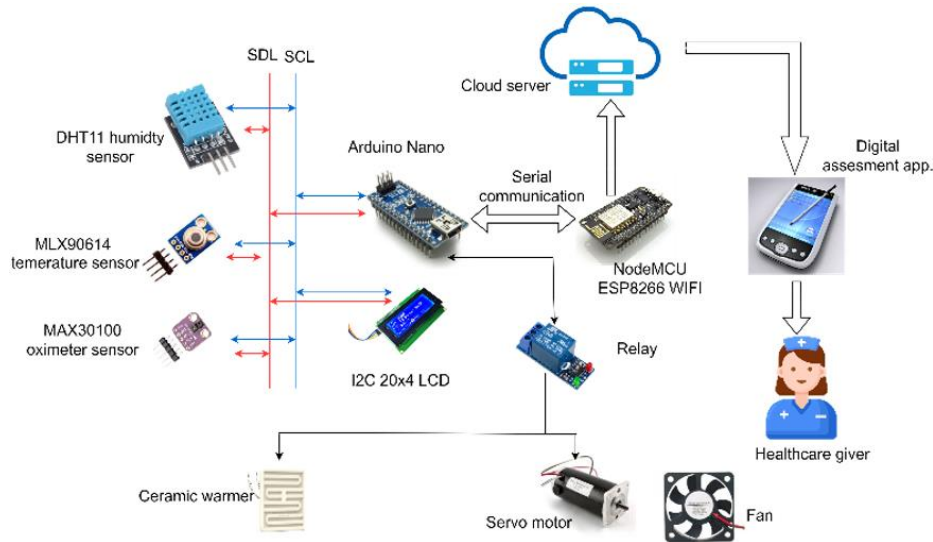 SDL SCL
Cloud server
DHT11 humidty
sensor
Arduino Nano
Serial
communication
Digital
assesment app.
MLX90614
temerature sensor
NodeMCU
ESP8266 WIFI
MAX30100
oximeter sensor
I2C 20x4 LCD
Relay
Healthcare giver
Ceramic warmer
Servo motor
Fan